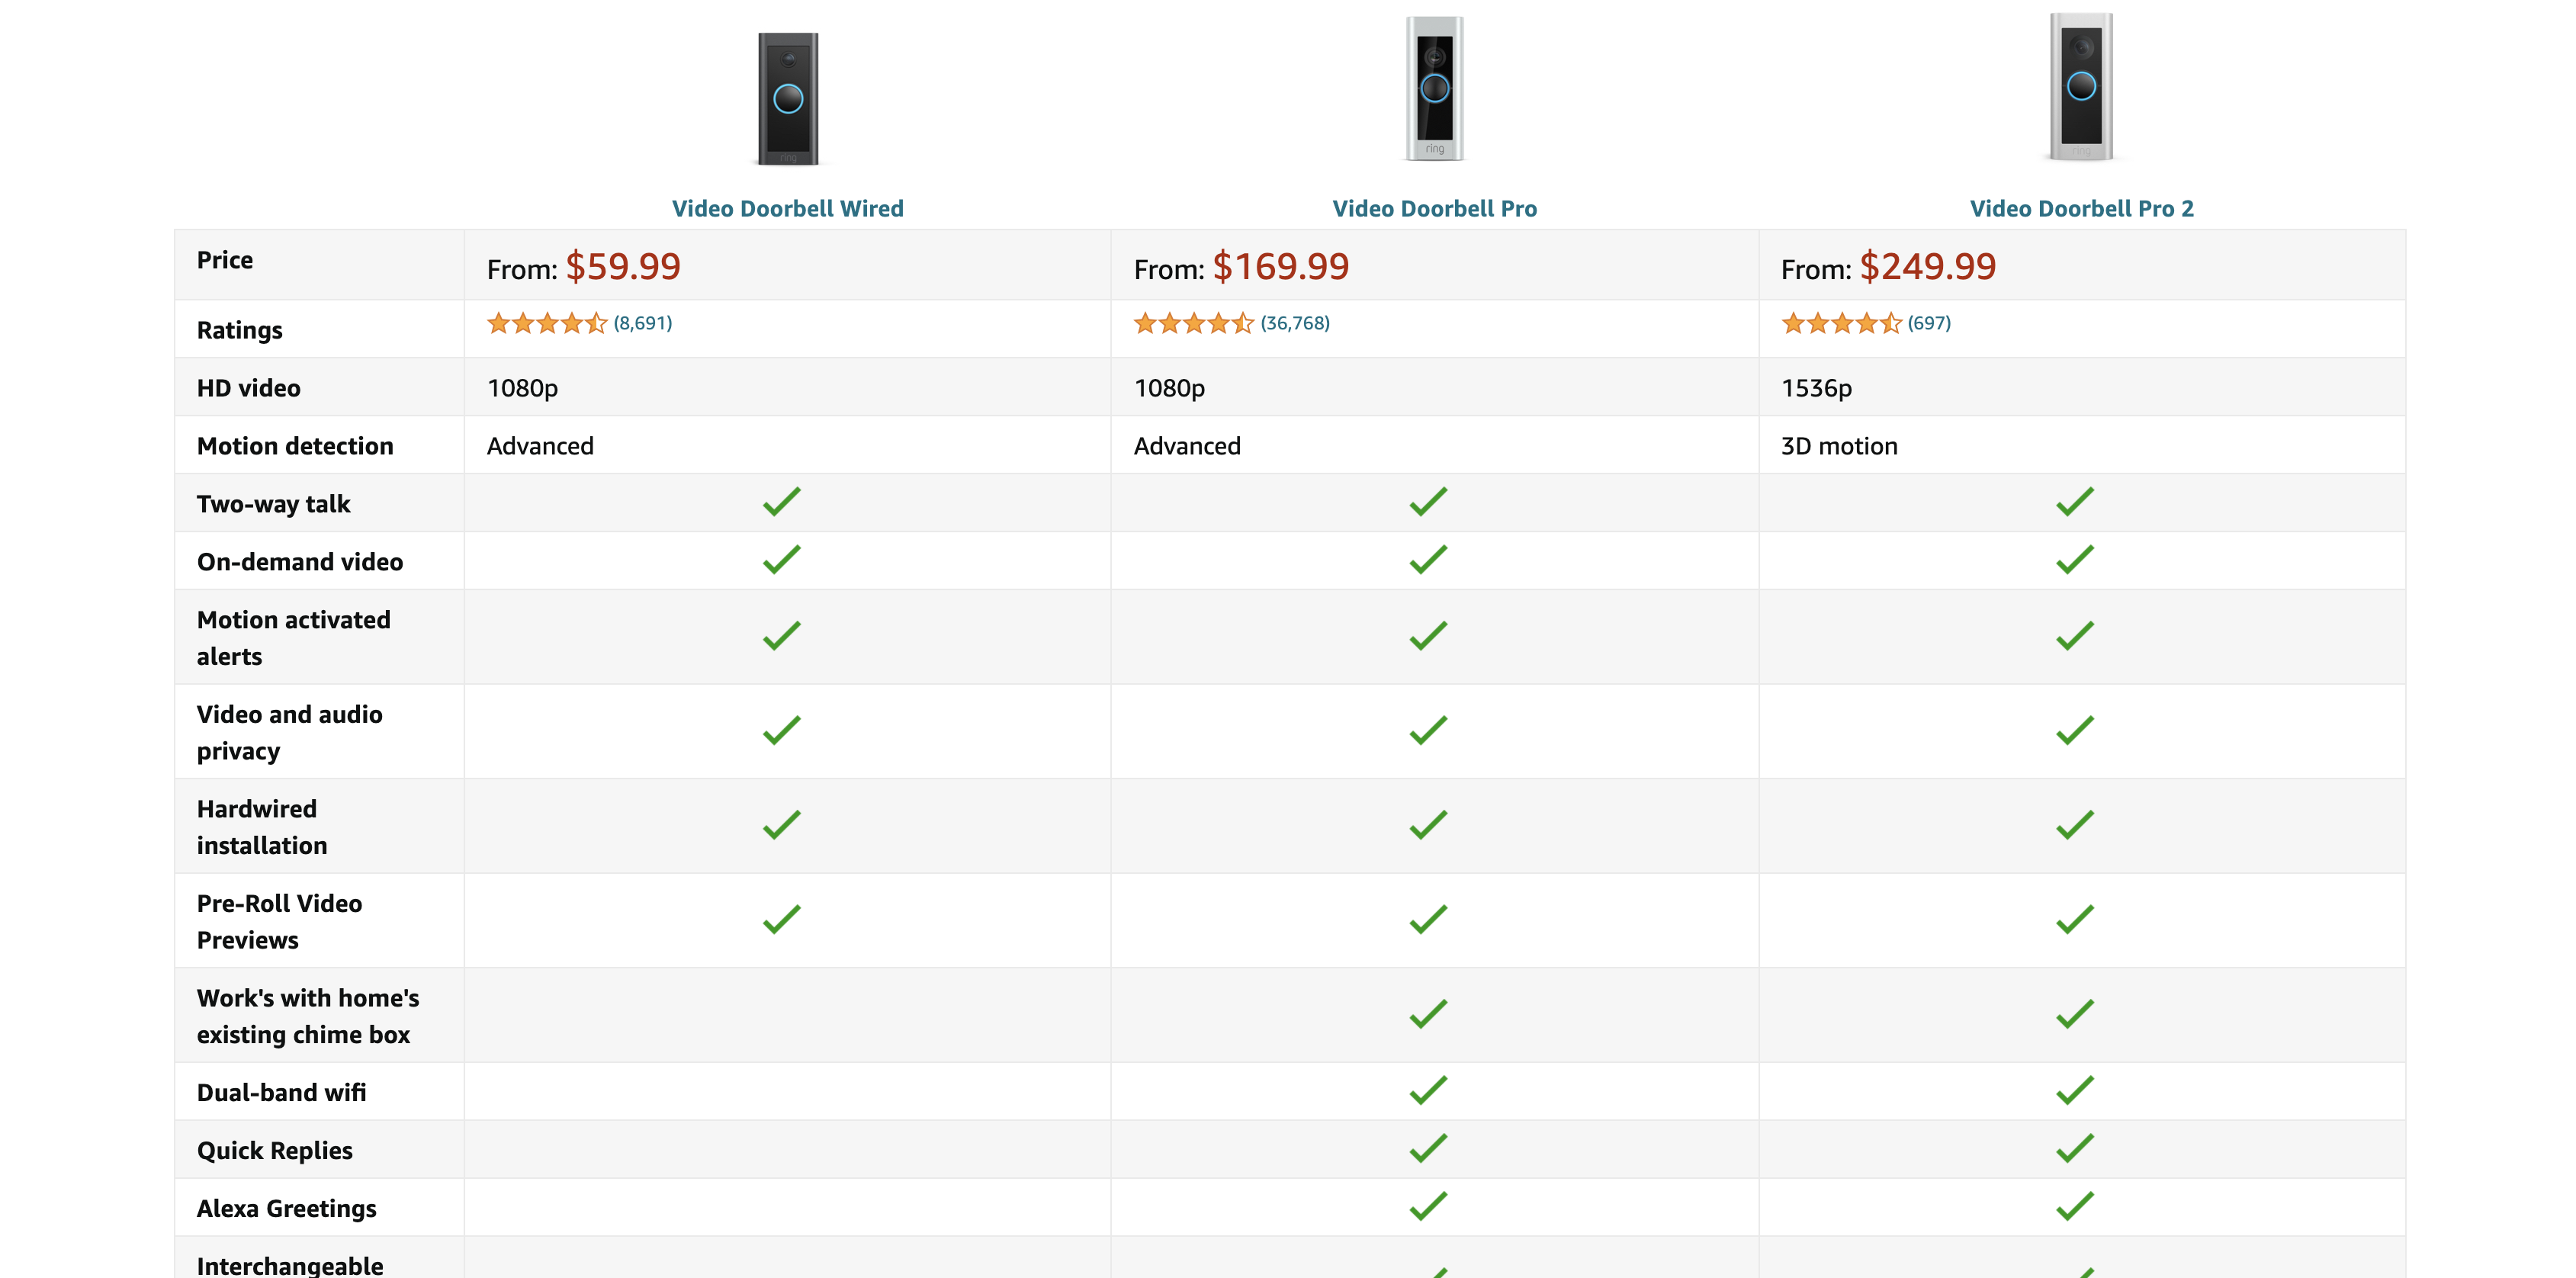 ring
ring
ring
Video Doorbell Wired
Video Doorbell Pro
Video Doorbell Pro 2
Price
From: $59.99
From: $169.99
From: $249.99
Ratings
(8,691)
(36,768)
(697)
HD video
1080p
1080p
1536p
Motion detection
Advanced
Advanced
3D motion
Two-way talk
On-demand video
Motion activated
alerts
Video and audio
privacy
Hardwired
installation
Pre-Roll Video
Previews
Work's with home's
existing chime box
Dual-band wifi
Quick Replies
Alexa Greetings
Interchangeable